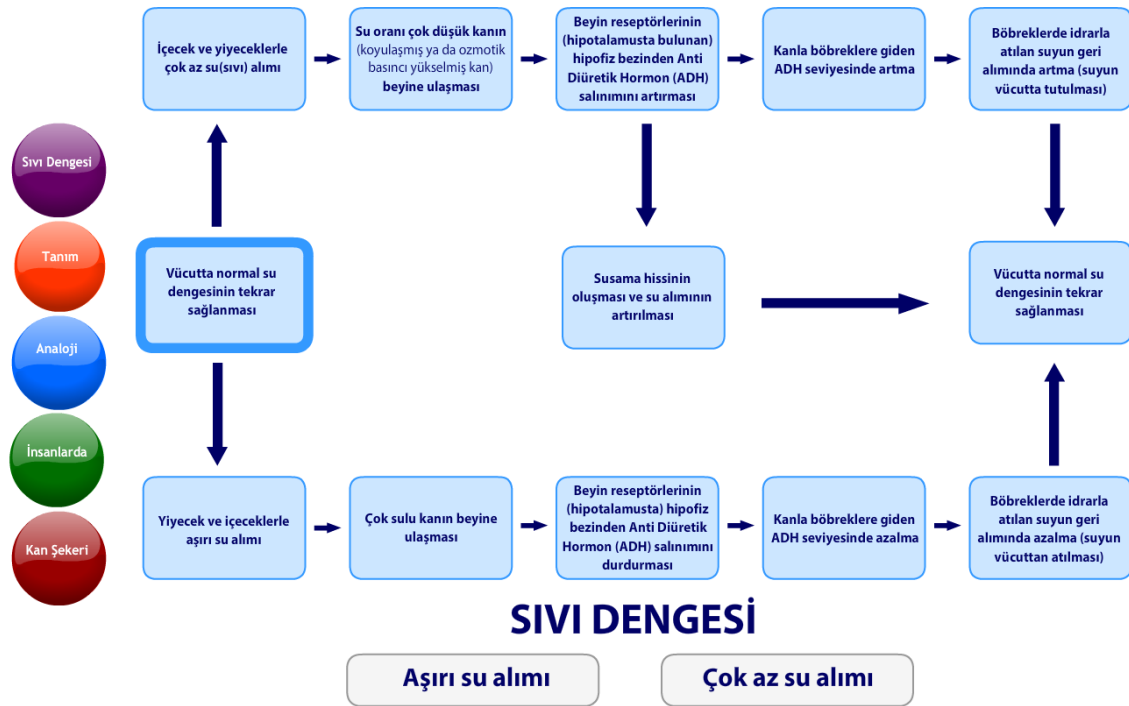 İçecek ve yiyeceklerle
çok az su(sıvı) alımı
Su oranı çok düşük kanın
(koyulaşmış ya da ozmotik
basıncı yükselmiş kan)
beyine ulaşması
Beyin reseptörlerinin
(hipotalamusta bulunan)
hipofiz bezinden Anti
Diüretik Hormon (ADH)
salınımını artırması
Kanla böbreklere giden
ADH seviyesinde artma
Böbreklerde idrarla
atılan suyun geri
alımında artma (suyun
vücutta tutulması)
Sıvı Dengesi
Tanım
Analoji
İnsanlarda
Kan Şekeri
Vücutta normal su
dengesinin tekrar
sağlanması
Susama hissinin
oluşması ve su alımının
artırılması
Vücutta normal su
dengesinin tekrar
sağlanması
Yiyecek ve içeceklerle
aşırı su alımı
Çok sulu kanın beyine
ulaşması
Beyin reseptörlerinin
(hipotalamusta) hipofiz
bezinden Anti Diüretik
Hormon (ADH) salınımını
durdurması
Kanla böbreklere giden
ADH seviyesinde azalma
Böbreklerde idrarla
atılan suyun geri
alımında azalma (suyun
vücuttan atılması)
SIVI DENGESİ
Aşırı su alımı
Çok az su alımı